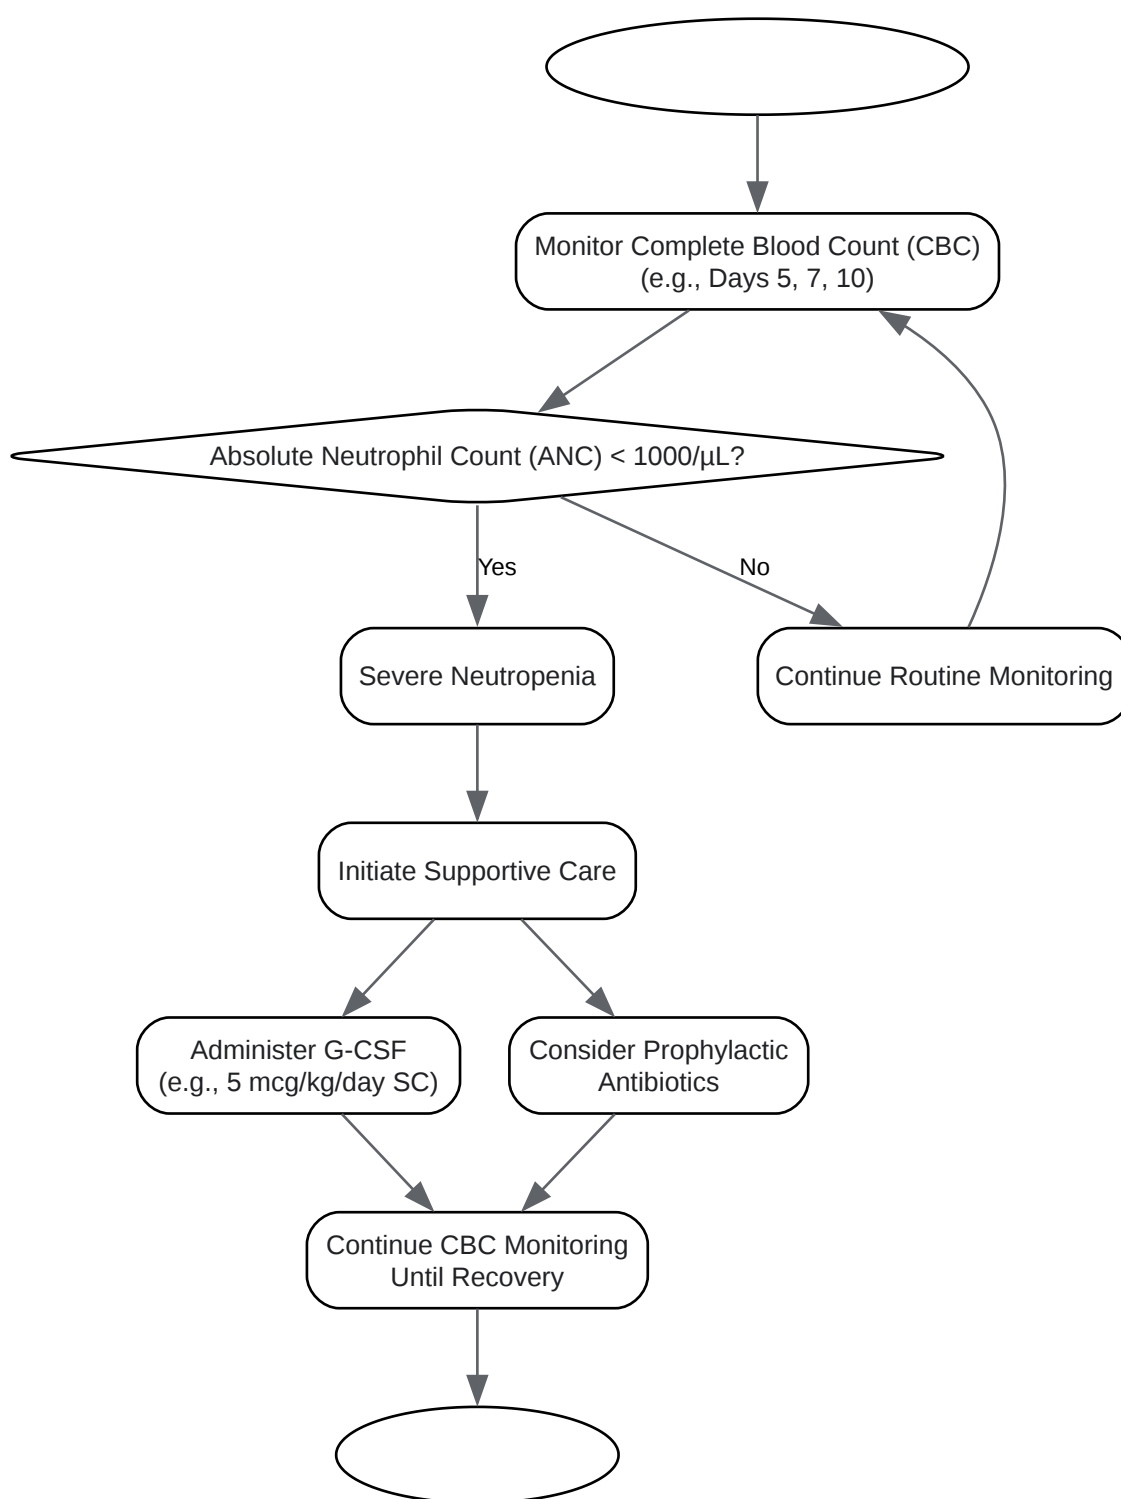 Monitor Complete Blood Count (CBC)
(e.g., Days 5, 7, 10)
Absolute Neutrophil Count (ANC) < 1000/µL?
Yes
No
Severe Neutropenia
Continue Routine Monitoring
Initiate Supportive Care
Administer G-CSF
(e.g., 5 mcg/kg/day SC)
Consider Prophylactic
Antibiotics
Continue CBC Monitoring
Until Recovery